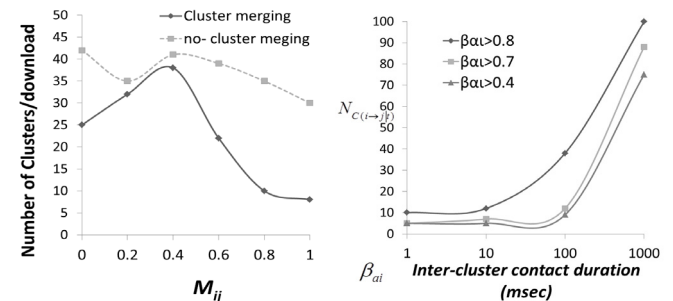 Number of Clusters/download
50
45
40
35
30
25
20
15
10
5
0
0
0.2
0.4
0.6
0.8
1
M_ij
Cluster merging
no- cluster meging
N_C(i→j|t)
100
90
80
70
60
50
40
30
20
10
0
1
10
100
1000
βαι>0.8
βαι>0.7
βαι>0.4
β_ai
Inter-cluster contact duration
(msec)